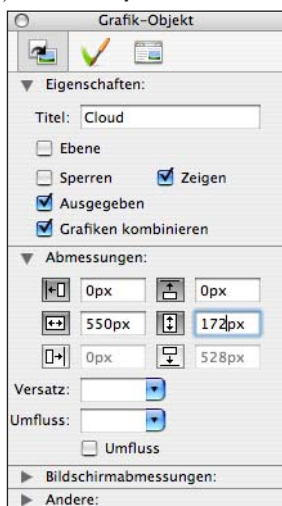 Grafik-Objekt
Eigenschaften:
Titel: Cloud
Ebene
Sperren Zeigen
Ausgegeben
Grafiken kombinieren
Abmessungen:
0px 0px
550px 172px
0px 528px
Versatz:
Umfluss:
Umfluss
Bildschirmabmessungen:
Andere: